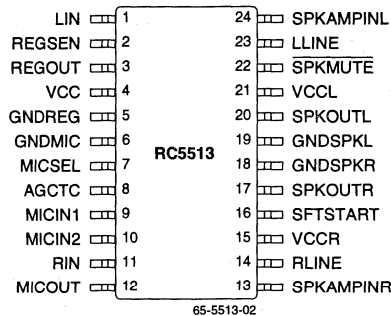 LIN 1 24 SPKAMPINL
REGSEN 2 23 LLINE
REGOUT 3 22 SPKMUTE
VCC 4 21 VCCL
GNDREG 5 20 SPKOUTL
GNDMIC 6 19 GNDSPKL
RC5513
MICSEL 7 18 GNDSPKR
AGCTC 8 17 SPKOUTR
MICIN1 9 16 SFTSTART
MICIN2 10 15 VCCR
RIN 11 14 RLINE
MICOUT 12 13 SPKAMPINR
65-5513-02